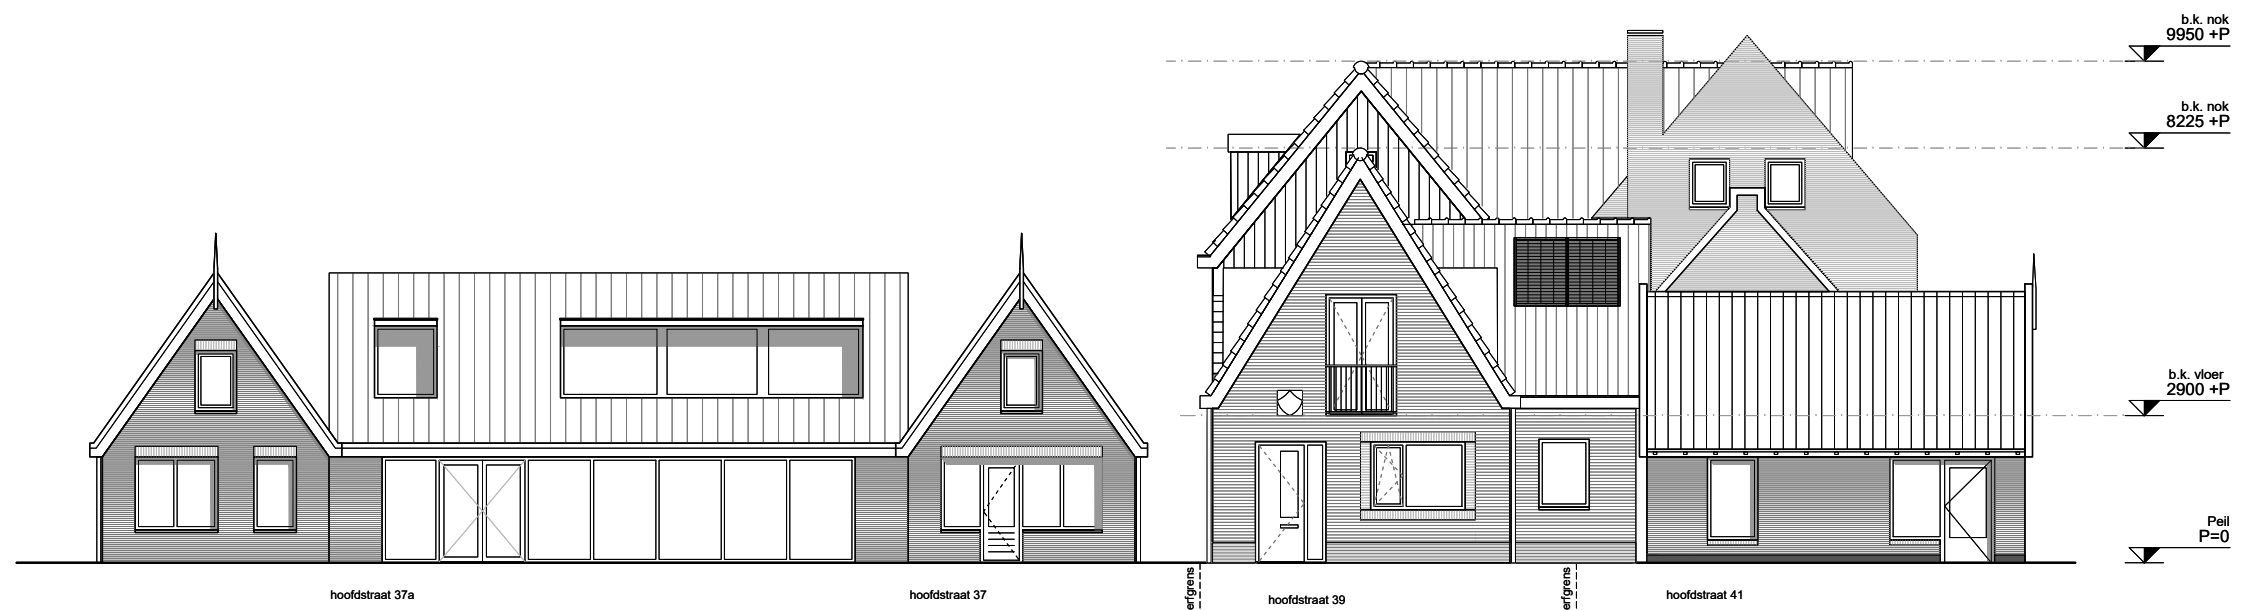 b.k. nok
9950 +P
b.k. nok
8225 +P
b.k. vloer
2900 +P
Peil
P=0
hoofdstraat 37a
hoofdstraat 37
erfgrens
hoofdstraat 39
erfgrens
hoofdstraat 41